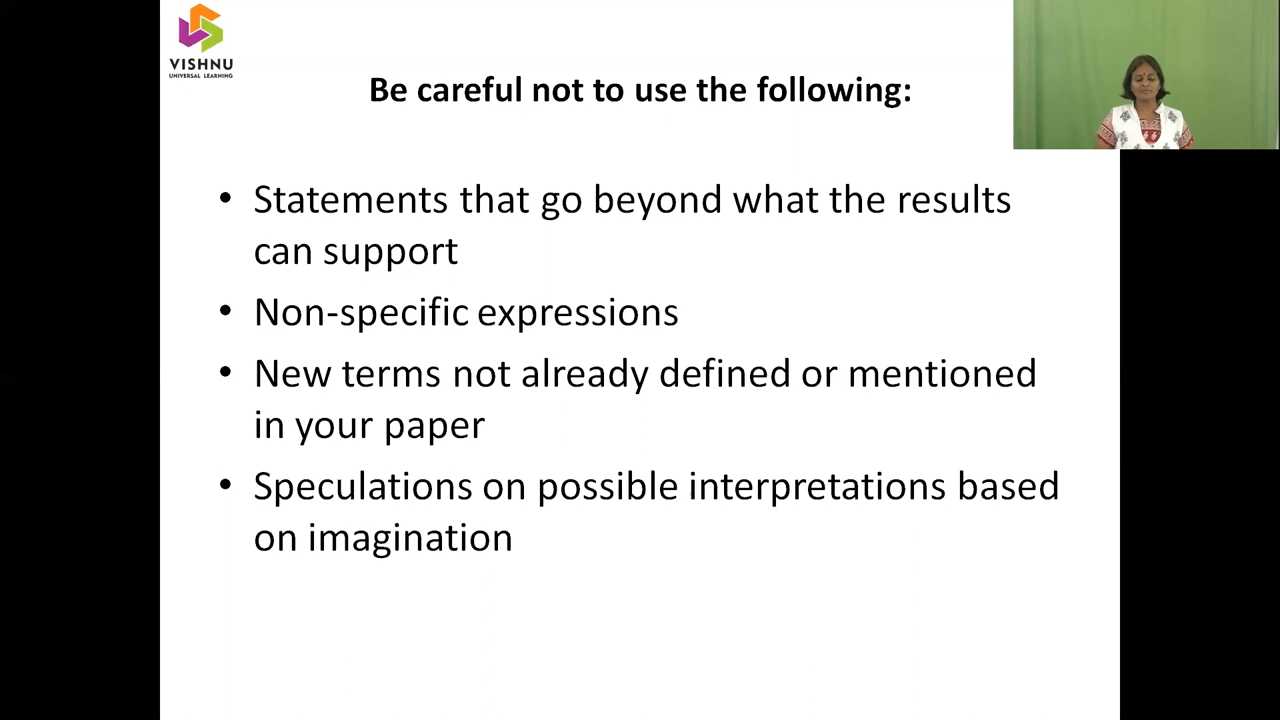 VISHNU
UNIVERSAL LEARNING
Be careful not to use the following:
• Statements that go beyond what the results
can support
• Non-specific expressions
• New terms not already defined or mentioned
in your paper
• Speculations on possible interpretations based
on imagination